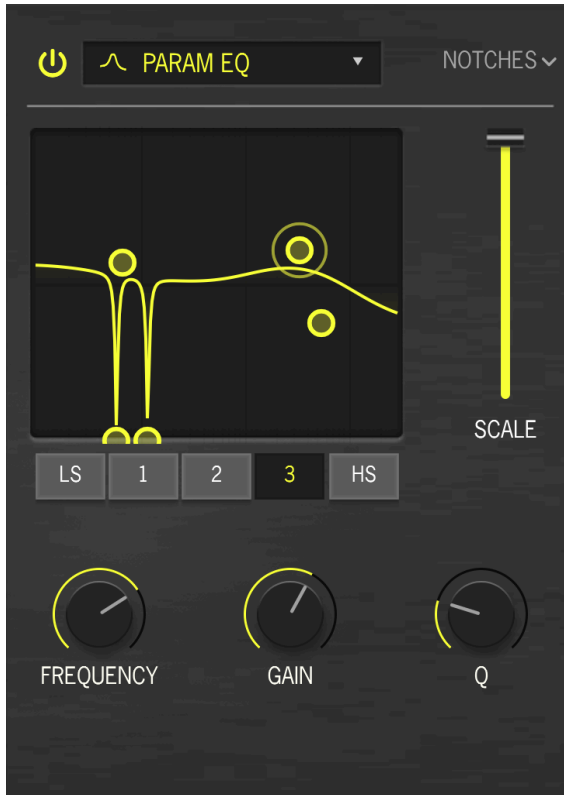 PARAM EQ
NOTCHES
SCALE
LS 1 2 3 HS
FREQUENCY GAIN Q